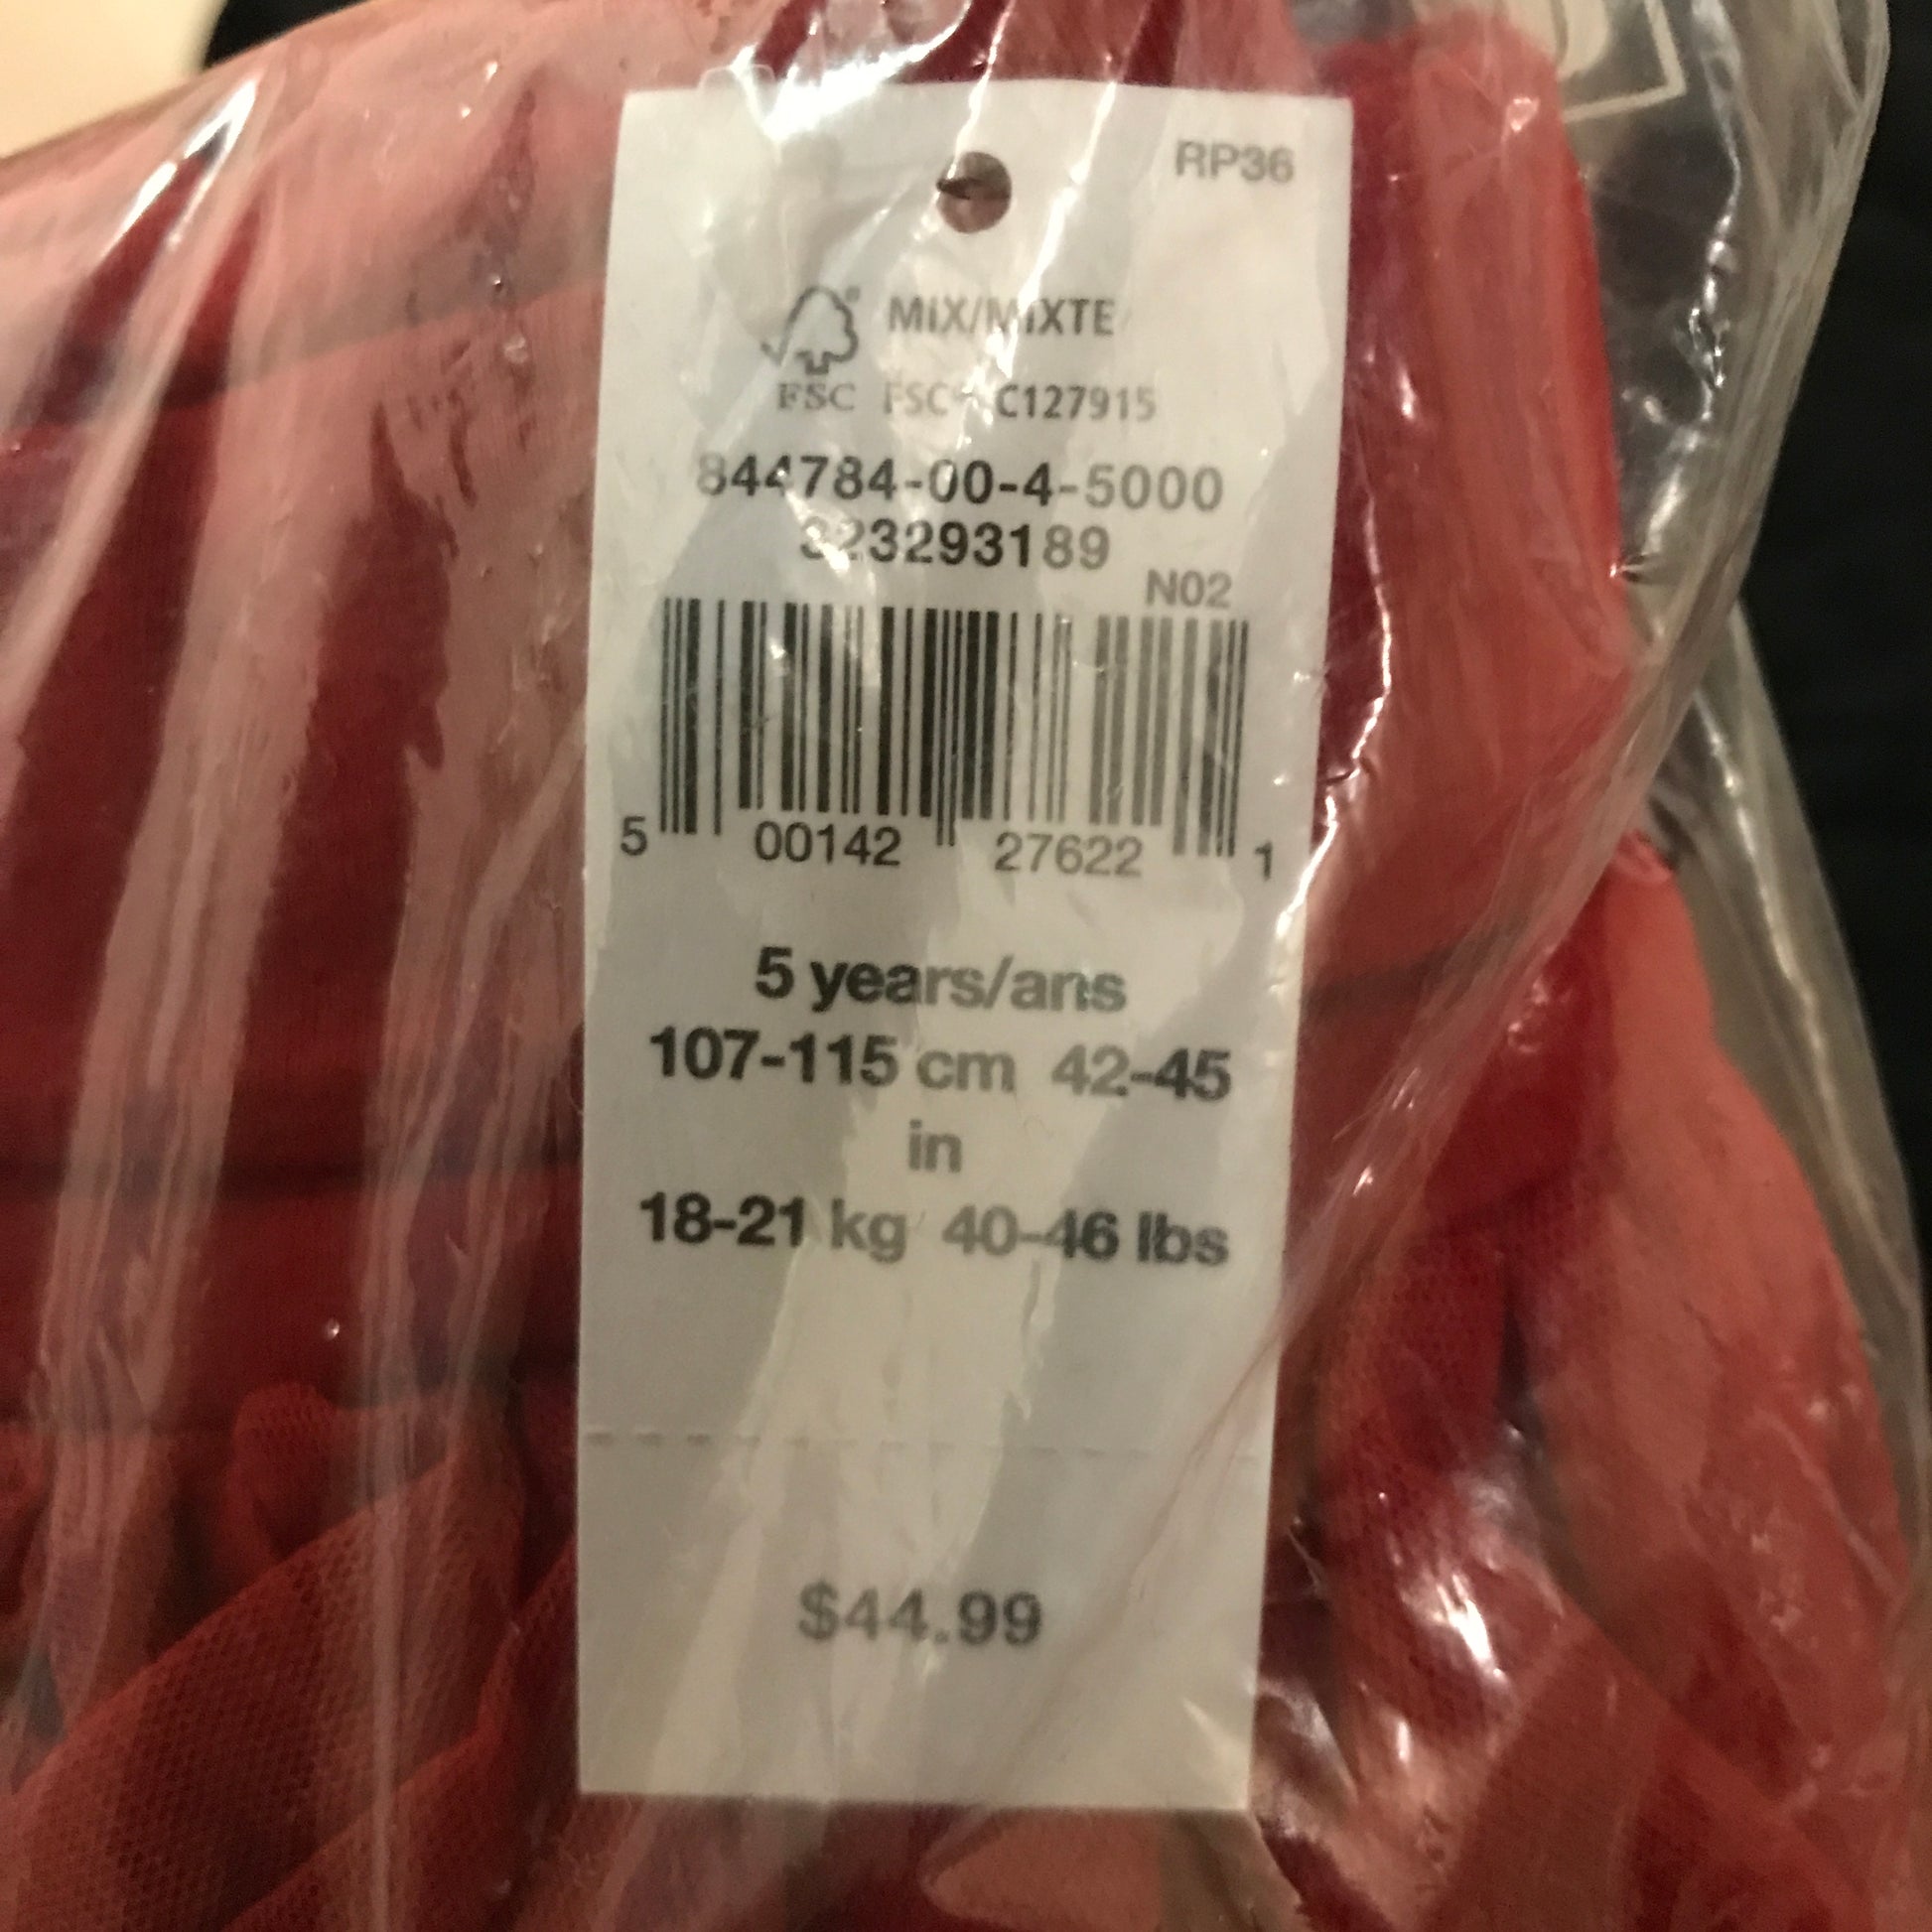 RP36
MIX/MIXTE
FSC FSC® C127915
844784-00-4-5000
323293189
N02
5 00142 27622 1
5 years/ans
107-115 cm 42-45
in
18-21 kg 40-46 lbs
$44.99